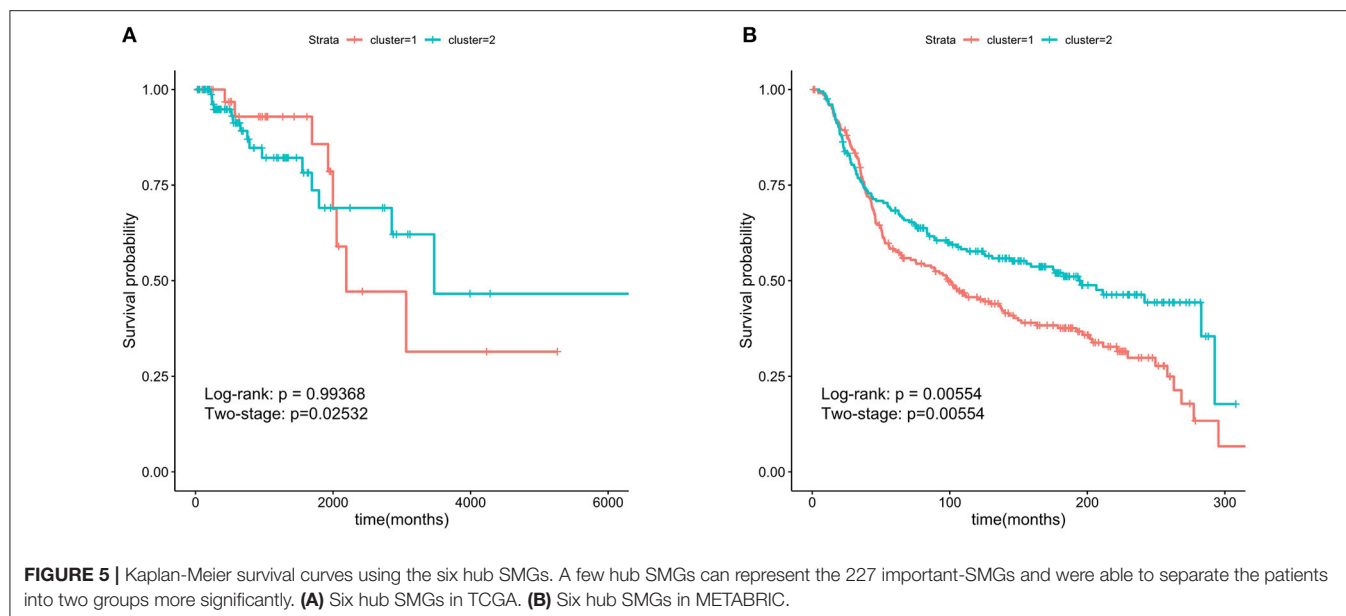 A
Strata cluster=1 cluster=2
1.00
0.75
0.50
0.25
0.00
Survival probability
Log-rank: p = 0.99368
Two-stage: p=0.02532
0 2000 4000 6000
time(months)
B
Strata cluster=1 cluster=2
1.00
0.75
0.50
0.25
0.00
Survival probability
Log-rank: p = 0.00554
Two-stage: p=0.00554
0 100 200 300
time(months)
FIGURE 5 | Kaplan-Meier survival curves using the six hub SMGs. A few hub SMGs can represent the 227 important-SMGs and were able to separate the patients
into two groups more significantly. (A) Six hub SMGs in TCGA. (B) Six hub SMGs in METABRIC.